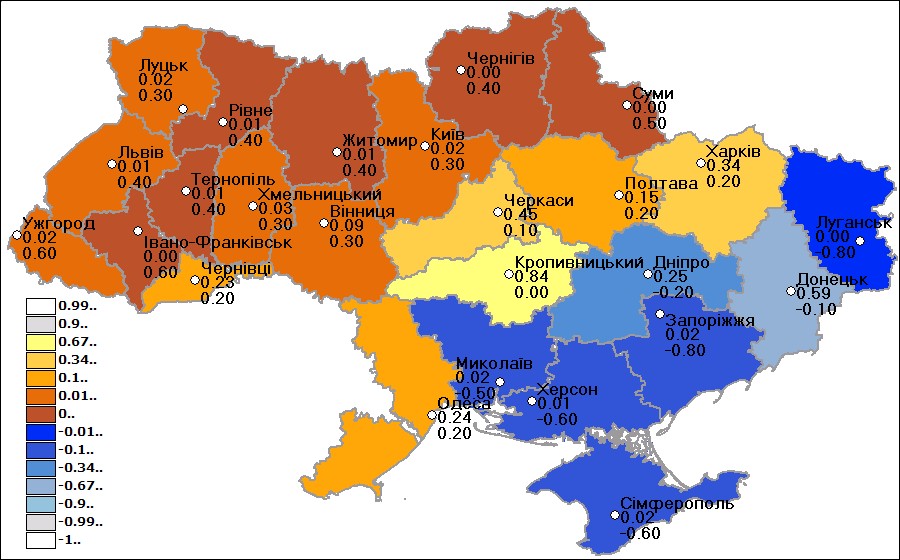 Луцьк
0.02
0.30
Рівне
0.01
0.40
Житомир
0.01
0.40
Київ
0.02
0.30
Чернігів
0.00
0.40
Суми
0.00
0.50
Львів
0.01
0.40
Тернопіль
0.01
0.40
Хмельницький
0.03
0.30
Вінниця
0.09
0.30
Черкаси
0.45
0.10
Полтава
0.15
0.20
Харків
0.34
0.20
Луганськ
0.00
-0.80
Ужгород
0.02
0.60
Івано-Франківськ
0.00
0.60
Чернівці
0.23
0.20
Кропивницький
0.84
0.00
Дніпро
0.25
-0.20
Донецьк
0.59
-0.10
Запоріжжя
0.02
-0.80
Миколаїв
0.02
-0.50
Одеса
0.24
0.20
Херсон
0.01
-0.60
Сімферополь
0.02
-0.60
0.99..
0.9..
0.67..
0.34..
0.1..
0.01..
0..
-0.01..
-0.1..
-0.34..
-0.67..
-0.9..
-0.99..
-1..